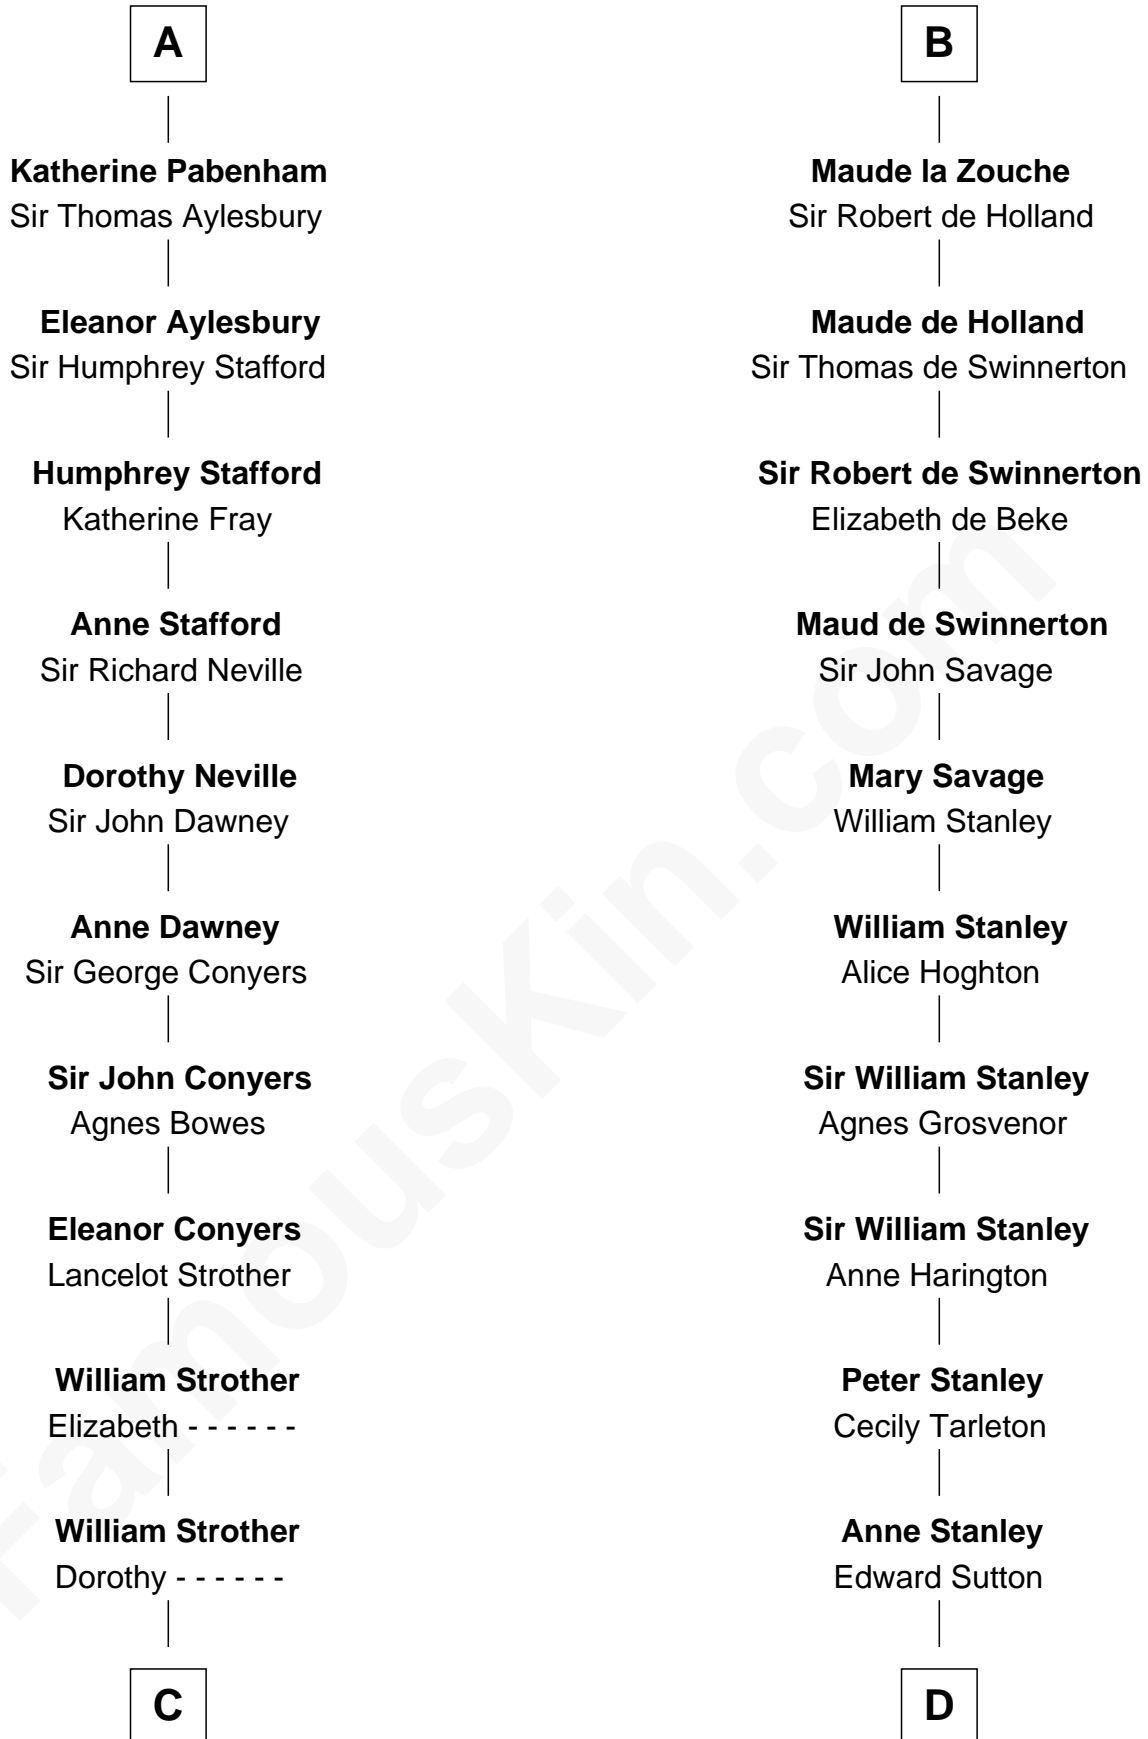 A
Katherine Pabenham
Sir Thomas Aylesbury
Eleanor Aylesbury
Sir Humphrey Stafford
Humphrey Stafford
Katherine Fray
Anne Stafford
Sir Richard Neville
Dorothy Neville
Sir John Dawney
Anne Dawney
Sir George Conyers
Sir John Conyers
Agnes Bowes
Eleanor Conyers
Lancelot Strother
William Strother
Elizabeth - - - - - -
William Strother
Dorothy - - - - - -
C
B
Maude la Zouche
Sir Robert de Holland
Maude de Holland
Sir Thomas de Swinnerton
Sir Robert de Swinnerton
Elizabeth de Beke
Maud de Swinnerton
Sir John Savage
Mary Savage
William Stanley
William Stanley
Alice Hoghton
Sir William Stanley
Agnes Grosvenor
Sir William Stanley
Anne Harington
Peter Stanley
Cecily Tarleton
Anne Stanley
Edward Sutton
D
FamousKin.com